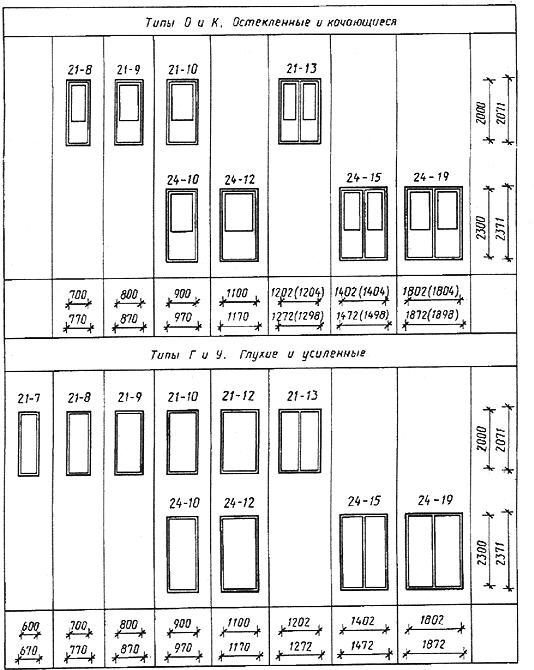 Типы О и К. Остекленные и качающиеся
21-8 21-9 21-10 21-13
2000 2071
24-10 24-12 24-15 24-19
2300 2371
700 800 900 1100 1202(1204) 1402(1404) 1802(1804)
770 870 970 1170 1272(1298) 1472(1498) 1872(1898)
Типы Г и У. Глухие и усиленные
21-7 21-8 21-9 21-10 21-12 21-13
2000 2071
24-10 24-12 24-15 24-19
2300 2371
600 700 800 900 1100 1202 1402 1802
670 770 870 970 1170 1272 1472 1872